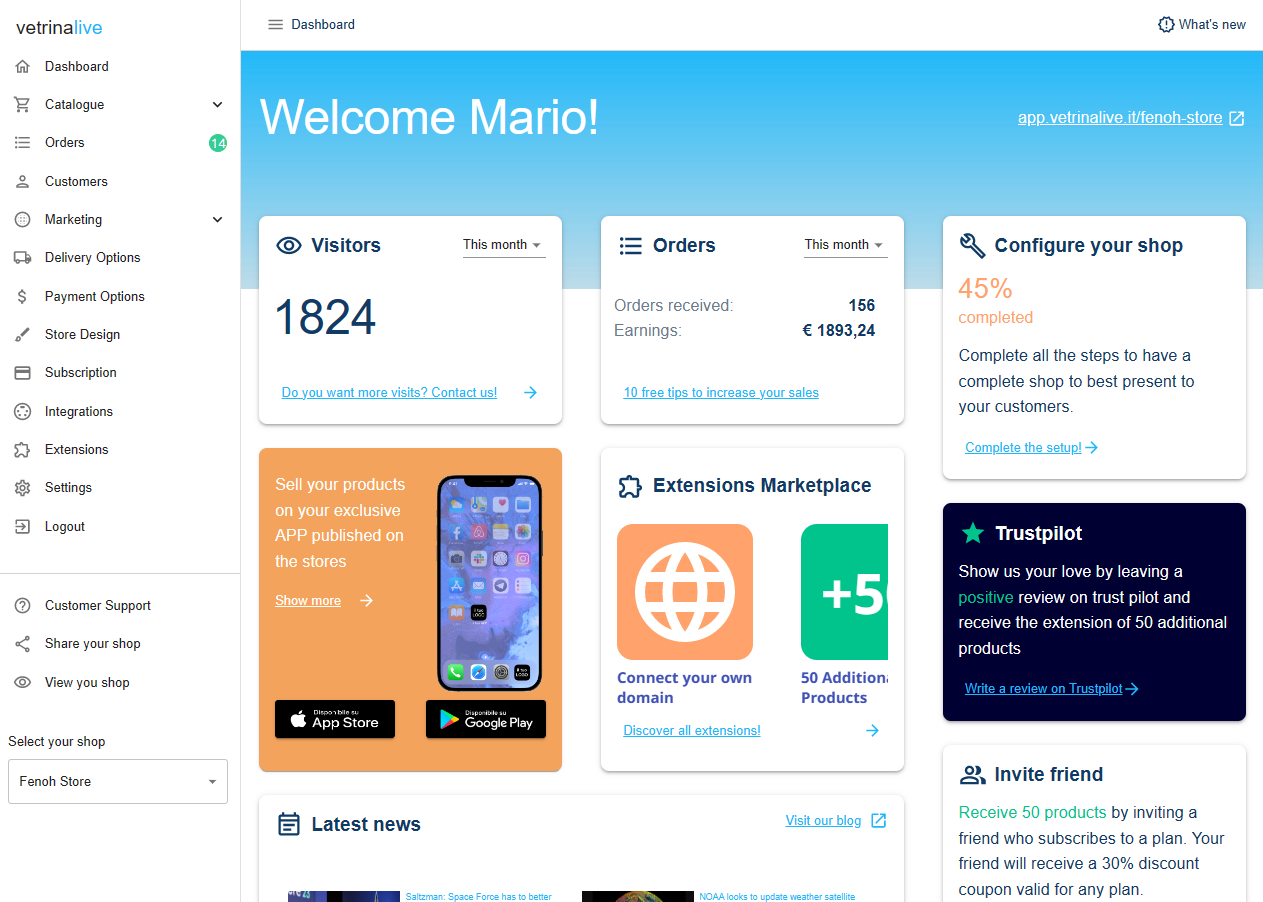 vetrinalive
Dashboard
Catalogue
Orders
14
Customers
Marketing
Delivery Options
Payment Options
Store Design
Subscription
Integrations
Extensions
Settings
Logout
Customer Support
Share your shop
View you shop
Select your shop
Fenoh Store
Dashboard
What's new
Welcome Mario!
app.vetrinalive.it/fenoh-store
Visitors
This month
1824
Do you want more visits? Contact us!
Orders
This month
Orders received: 156
Earnings: € 1893,24
10 free tips to increase your sales
Configure your shop
45%
completed
Complete all the steps to have a
complete shop to best present to
your customers.
Complete the setup!
Sell your products
on your exclusive
APP published on
the stores
Show more
Disponibile su
App Store
Disponibile su
Google Play
Extensions Marketplace
+50
Connect your own
domain
50 Additiona
Products
Discover all extensions!
Trustpilot
Show us your love by leaving a
positive review on trust pilot and
receive the extension of 50 additional
products
Write a review on Trustpilot
Invite friend
Receive 50 products by inviting a
friend who subscribes to a plan. Your
friend will receive a 30% discount
coupon valid for any plan.
Latest news
Visit our blog
Saltzman: Space Force has to better
NOAA looks to update weather satellite